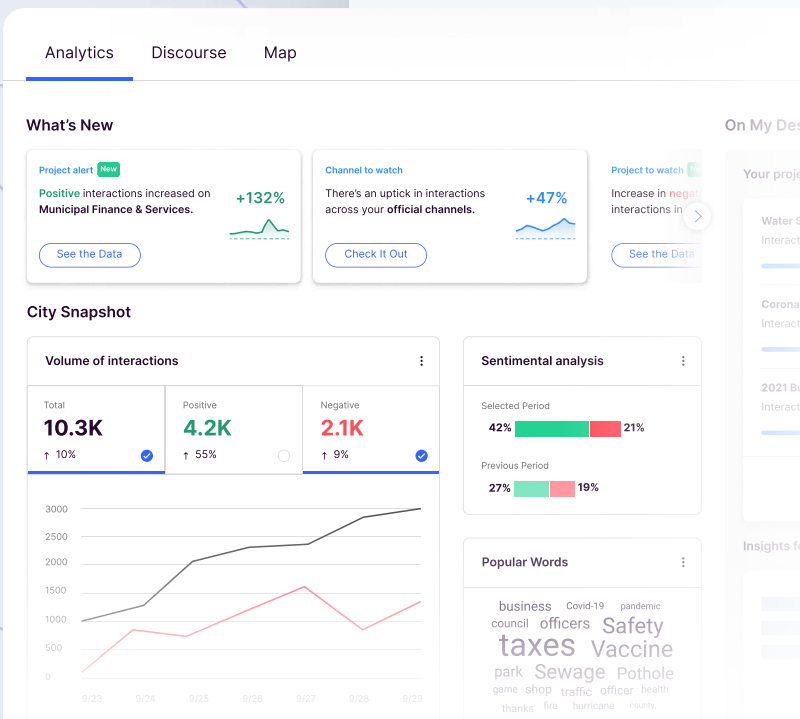 Analytics
Discourse
Map
What's New
On My Des
Project alert New
Positive interactions increased on
Municipal Finance & Services.
+132%
See the Data
Channel to watch
There's an uptick in interactions
across your official channels.
+47%
Check It Out
Project to watch
Increase in nega
interactions in
See the Data
Your proje
Water S
Interact
Corona
Interact
2021 Bu
Interact
Insights fo
City Snapshot
Volume of interactions
Total
10.3K
↑ 10%
Positive
4.2K
↑ 55%
Negative
2.1K
↑ 9%
3000
2500
2000
1500
1000
500
0
9/23
9/24
9/25
9/26
9/27
9/28
9/29
Sentimental analysis
Selected Period
42%
21%
Previous Period
27%
19%
Popular Words
business Covid-19 pandemic
council officers Safety
taxes Vaccine
park Sewage Pothole
game shop traffic officer health
thanks fire hurricane county